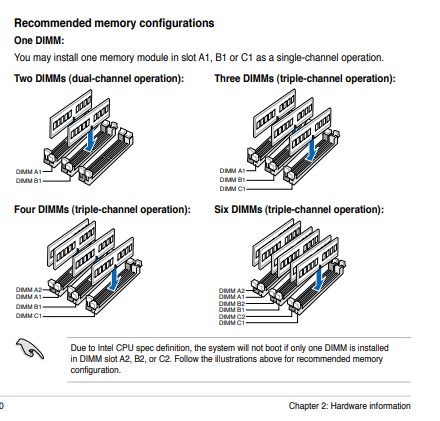 Recommended memory configurations
One DIMM:
You may install one memory module in slot A1, B1 or C1 as a single-channel operation.
Two DIMMs (dual-channel operation):
Three DIMMs (triple-channel operation):
DIMM A1
DIMM B1
DIMM A1
DIMM B1
DIMM C1
Four DIMMs (triple-channel operation):
Six DIMMs (triple-channel operation):
DIMM A2
DIMM A1
DIMM B1
DIMM C1
DIMM A2
DIMM A1
DIMM B2
DIMM B1
DIMM C2
DIMM C1
Due to Intel CPU spec definition, the system will not boot if only one DIMM is installed
in DIMM slot A2, B2, or C2. Follow the illustrations above for recommended memory
configuration.
0
Chapter 2: Hardware information